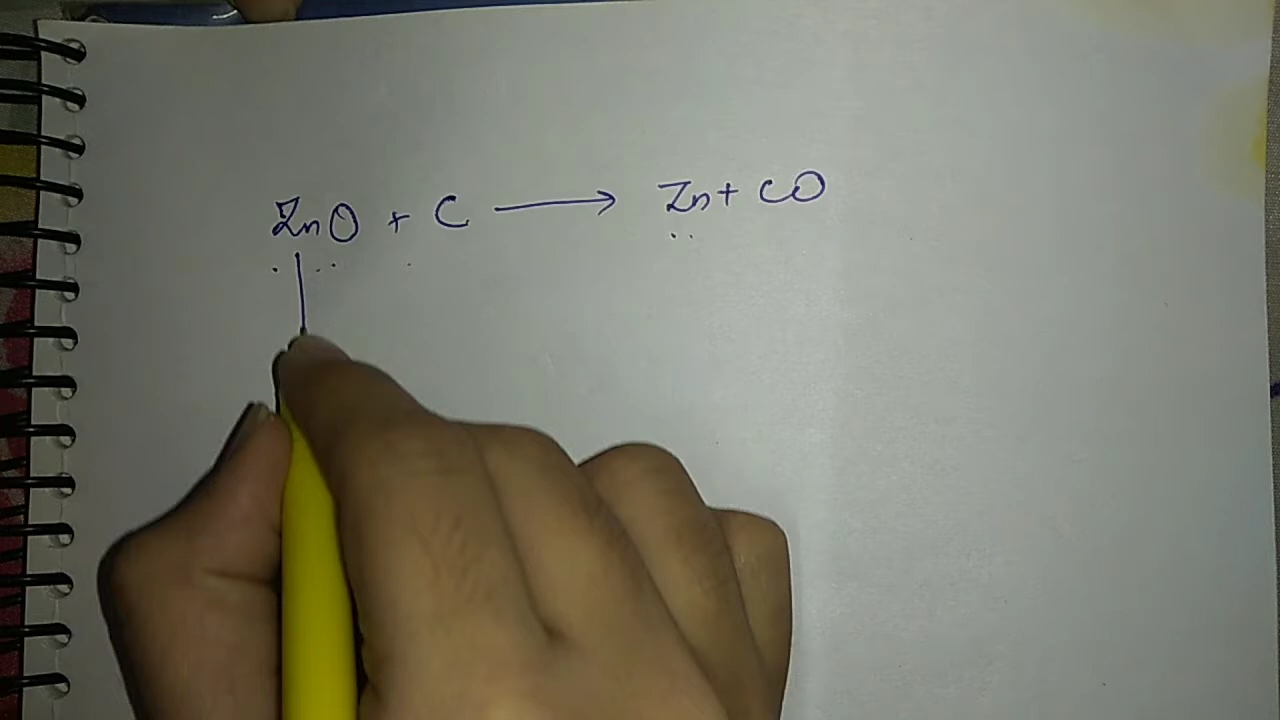 ZnO + C ⟶ Zn + CO